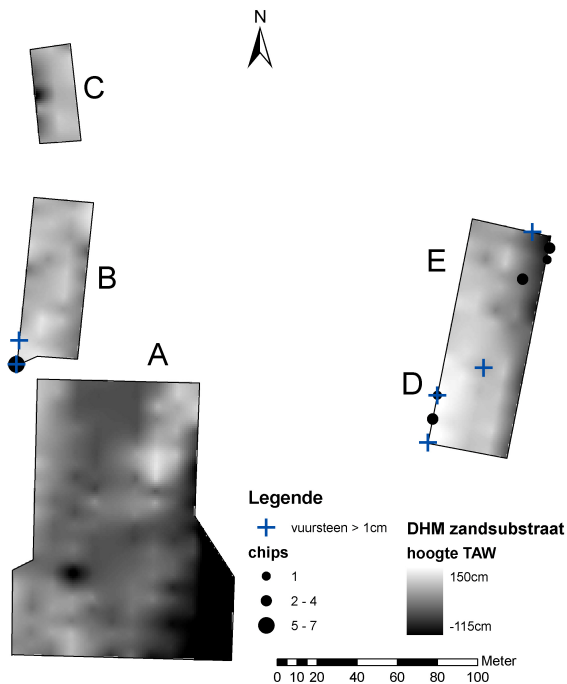 N
C
B
A
E
D
Legende
vuursteen > 1cm
chips
1
2 - 4
5 - 7
DHM zandsubstraat
hoogte TAW
150cm
-115cm
Meter
0 10 20 40 60 80 100